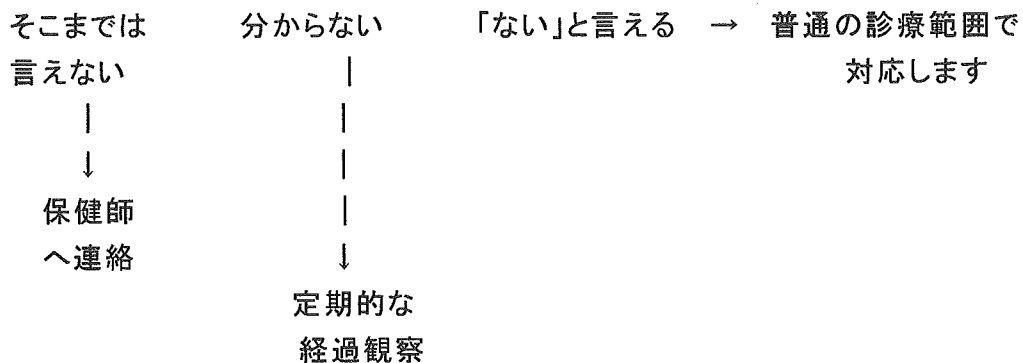 そこまでは　分からない　「ない」と言える　→　普通の診療範囲で
言えない　｜　対応します
｜　｜
↓　｜
保健師　｜
へ連絡　↓
定期的な
経過観察